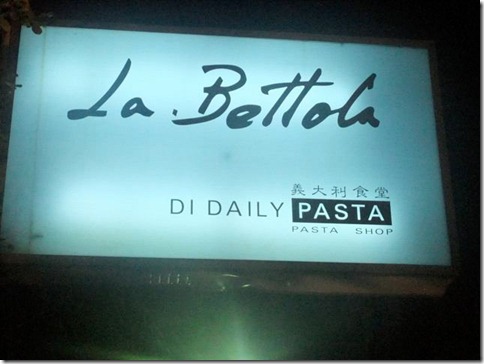 La.Bettola
義大利食堂
DI DAILY PASTA
PASTA SHOP